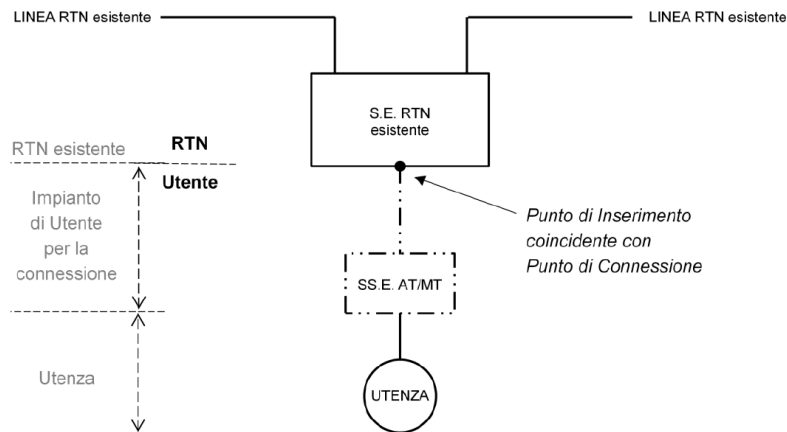 LINEA RTN esistente
LINEA RTN esistente
S.E. RTN
esistente
RTN esistente
RTN
Utente
Impianto
di Utente
per la
connessione
Punto di Inserimento
coincidente con
Punto di Connessione
SS.E. AT/MT
Utenza
UTENZA